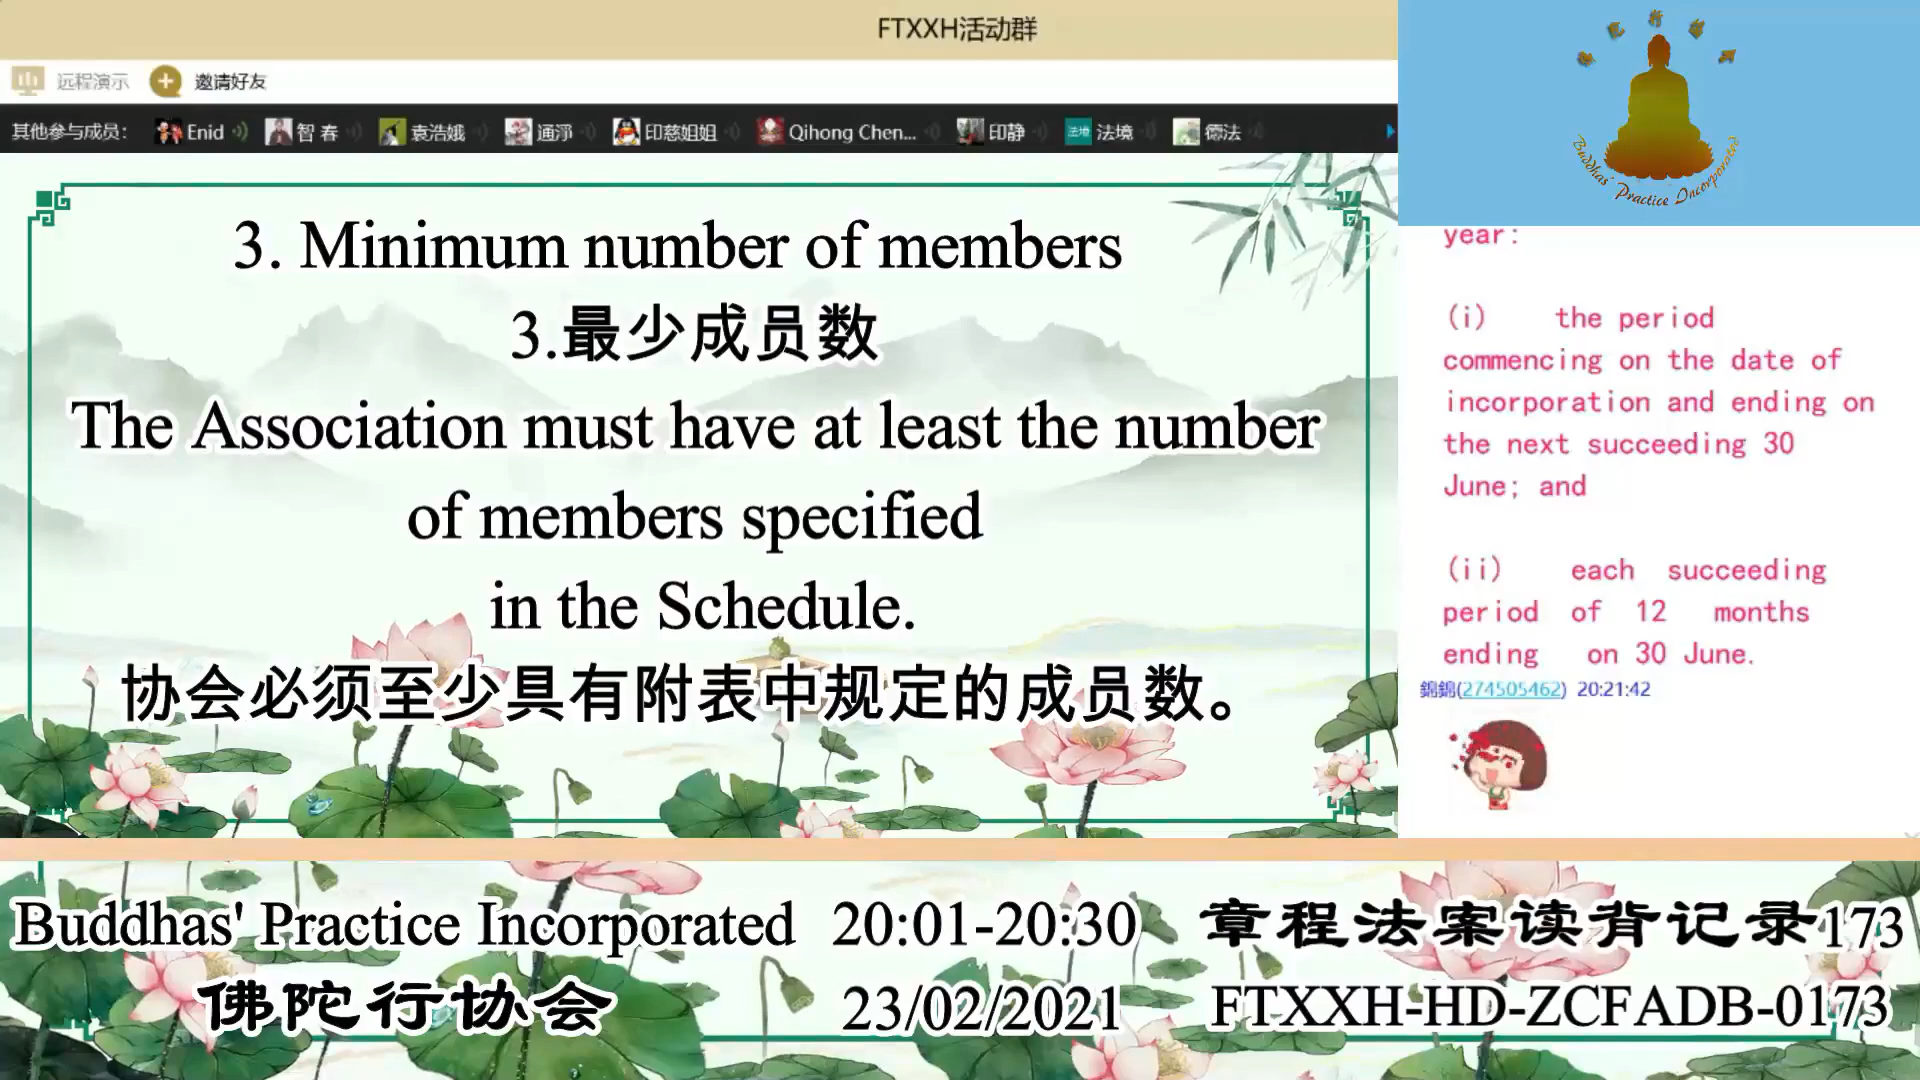 FTXXH活动群
远程演示
邀请好友
其他参与成员: Enid 智 春 袁浩娥 通淨 印慈姐姐 Qihong Chen... 印静 法境 法境 德法
Buddhas' Practice Incorporated
3. Minimum number of members
3.最少成员数
The Association must have at least the number
of members specified
in the Schedule.
协会必须至少具有附表中规定的成员数。
year:
(i) the period
commencing on the date of
incorporation and ending on
the next succeeding 30
June; and
(ii) each succeeding
period of 12 months
ending on 30 June.
錦錦(274505462) 20:21:42
Buddhas' Practice Incorporated 20:01-20:30 章程法案读背记录173
佛陀行协会 23/02/2021 FTXXH-HD-ZCFADB-0173